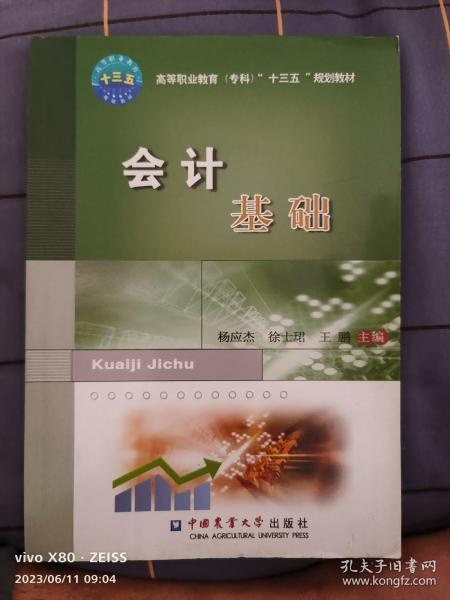 十三五
高等职业教育（专科）“十三五”规划教材
会计
基础
杨应杰 徐士珺 王鹏 主编
Kuaiji Jichu
中国农业大学出版社
CHINA AGRICULTURAL UNIVERSITY PRESS
vivo X80 · ZEISS
2023/06/11 09:04
孔夫子旧书网
kongfz.com